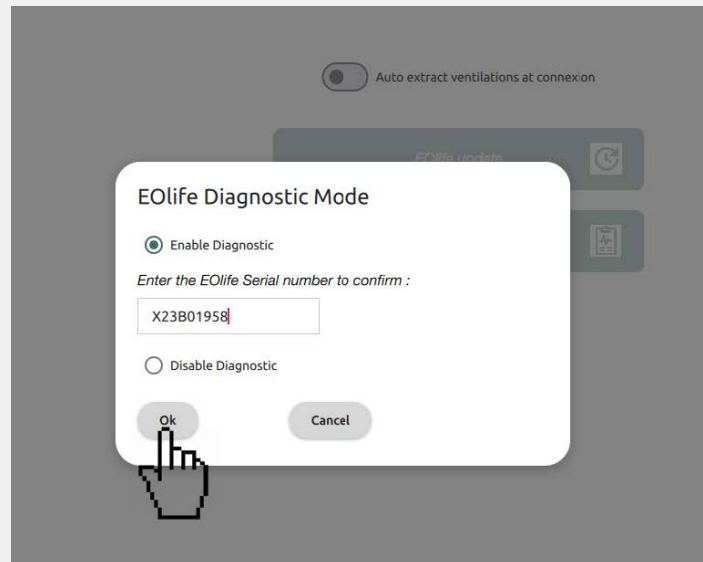 Auto extract ventilations at connexion
EOlife update
EOlife Diagnostic Mode
Enable Diagnostic
Enter the EOlife Serial number to confirm :
X23B01958
Disable Diagnostic
Ok Cancel